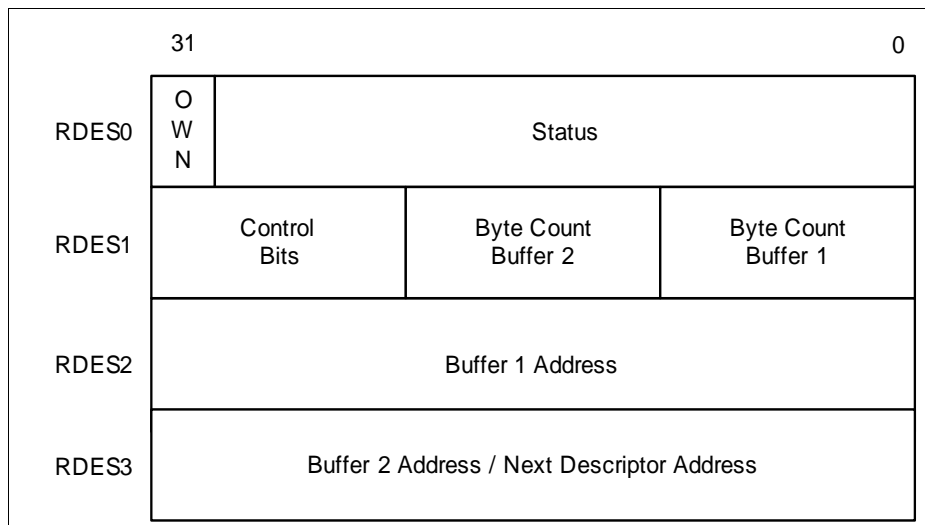 31 0
RDES0
O
W
N
Status
RDES1
Control
Bits
Byte Count
Buffer 2
Byte Count
Buffer 1
RDES2
Buffer 1 Address
RDES3
Buffer 2 Address / Next Descriptor Address